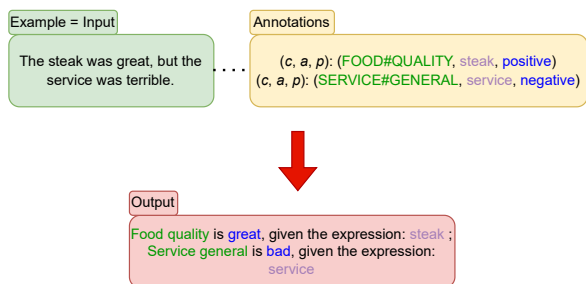 Example = Input
The steak was great, but the
service was terrible.
....
Annotations
(c, a, p): (FOOD#QUALITY, steak, positive)
(c, a, p): (SERVICE#GENERAL, service, negative)
Output
Food quality is great, given the expression: steak ;
Service general is bad, given the expression:
service